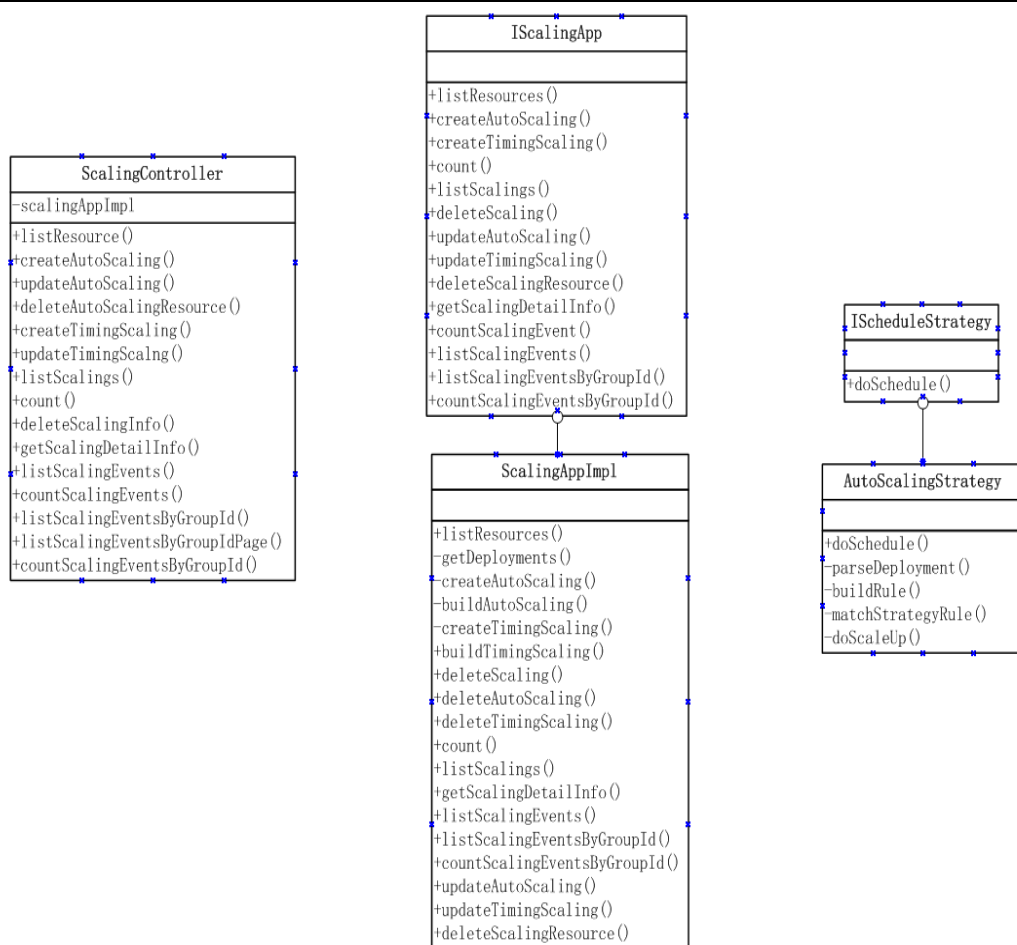 IScalingApp
+listResources()
+createAutoScaling()
+createTimingScaling()
+count()
+listScalings()
+deleteScaling()
+updateAutoScaling()
+updateTimingScaling()
+deleteScalingResource()
+getScalingDetailInfo()
+countScalingEvent()
+listScalingEvents()
+listScalingEventsByGroupId()
+countScalingEventsByGroupId()
ScalingController
-scalingAppImpl
+listResource()
+createAutoScaling()
+updateAutoScaling()
+deleteAutoScalingResource()
+createTimingScaling()
+updateTimingScalng()
+listScalings()
+count()
+deleteScalingInfo()
+getScalingDetailInfo()
+listScalingEvents()
+countScalingEvents()
+listScalingEventsByGroupId()
+listScalingEventsByGroupIdPage()
+countScalingEventsByGroupId()
IScheduleStrategy
+doSchedule()
ScalingAppImpl
+listResources()
-getDeployments()
-createAutoScaling()
-buildAutoScaling()
-createTimingScaling()
+buildTimingScaling()
+deleteScaling()
+deleteAutoScaling()
+deleteTimingScaling()
+count()
+listScalings()
+getScalingDetailInfo()
+listScalingEvents()
+listScalingEventsByGroupId()
+countScalingEventsByGroupId()
+updateAutoScaling()
+updateTimingScaling()
+deleteScalingResource()
AutoScalingStrategy
+doSchedule()
-parseDeployment()
-buildRule()
-matchStrategyRule()
-doScaleUp()